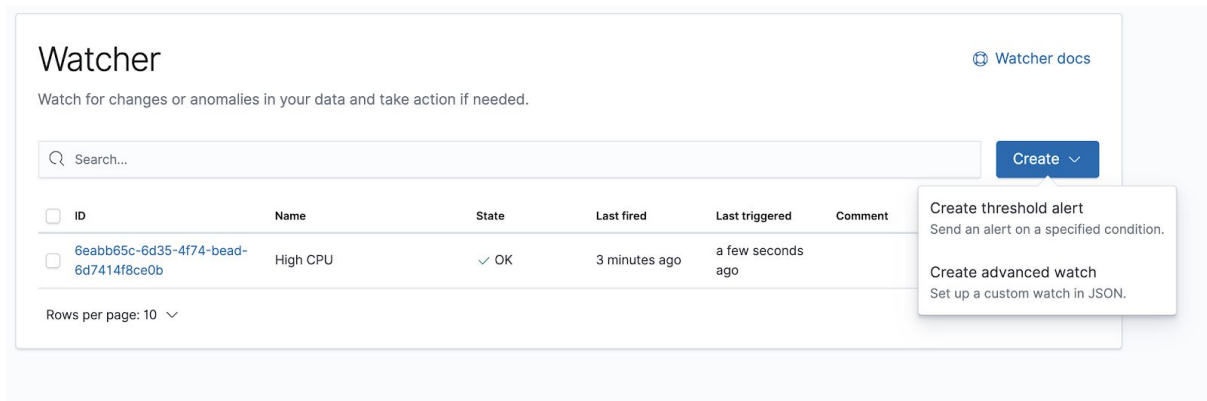 Watcher
Watcher docs
Watch for changes or anomalies in your data and take action if needed.
Search...
Create
ID Name State Last fired Last triggered Comment
6eabb65c-6d35-4f74-bead-
6d7414f8ce0b
High CPU
OK
3 minutes ago
a few seconds
ago
Rows per page: 10
Create threshold alert
Send an alert on a specified condition.
Create advanced watch
Set up a custom watch in JSON.